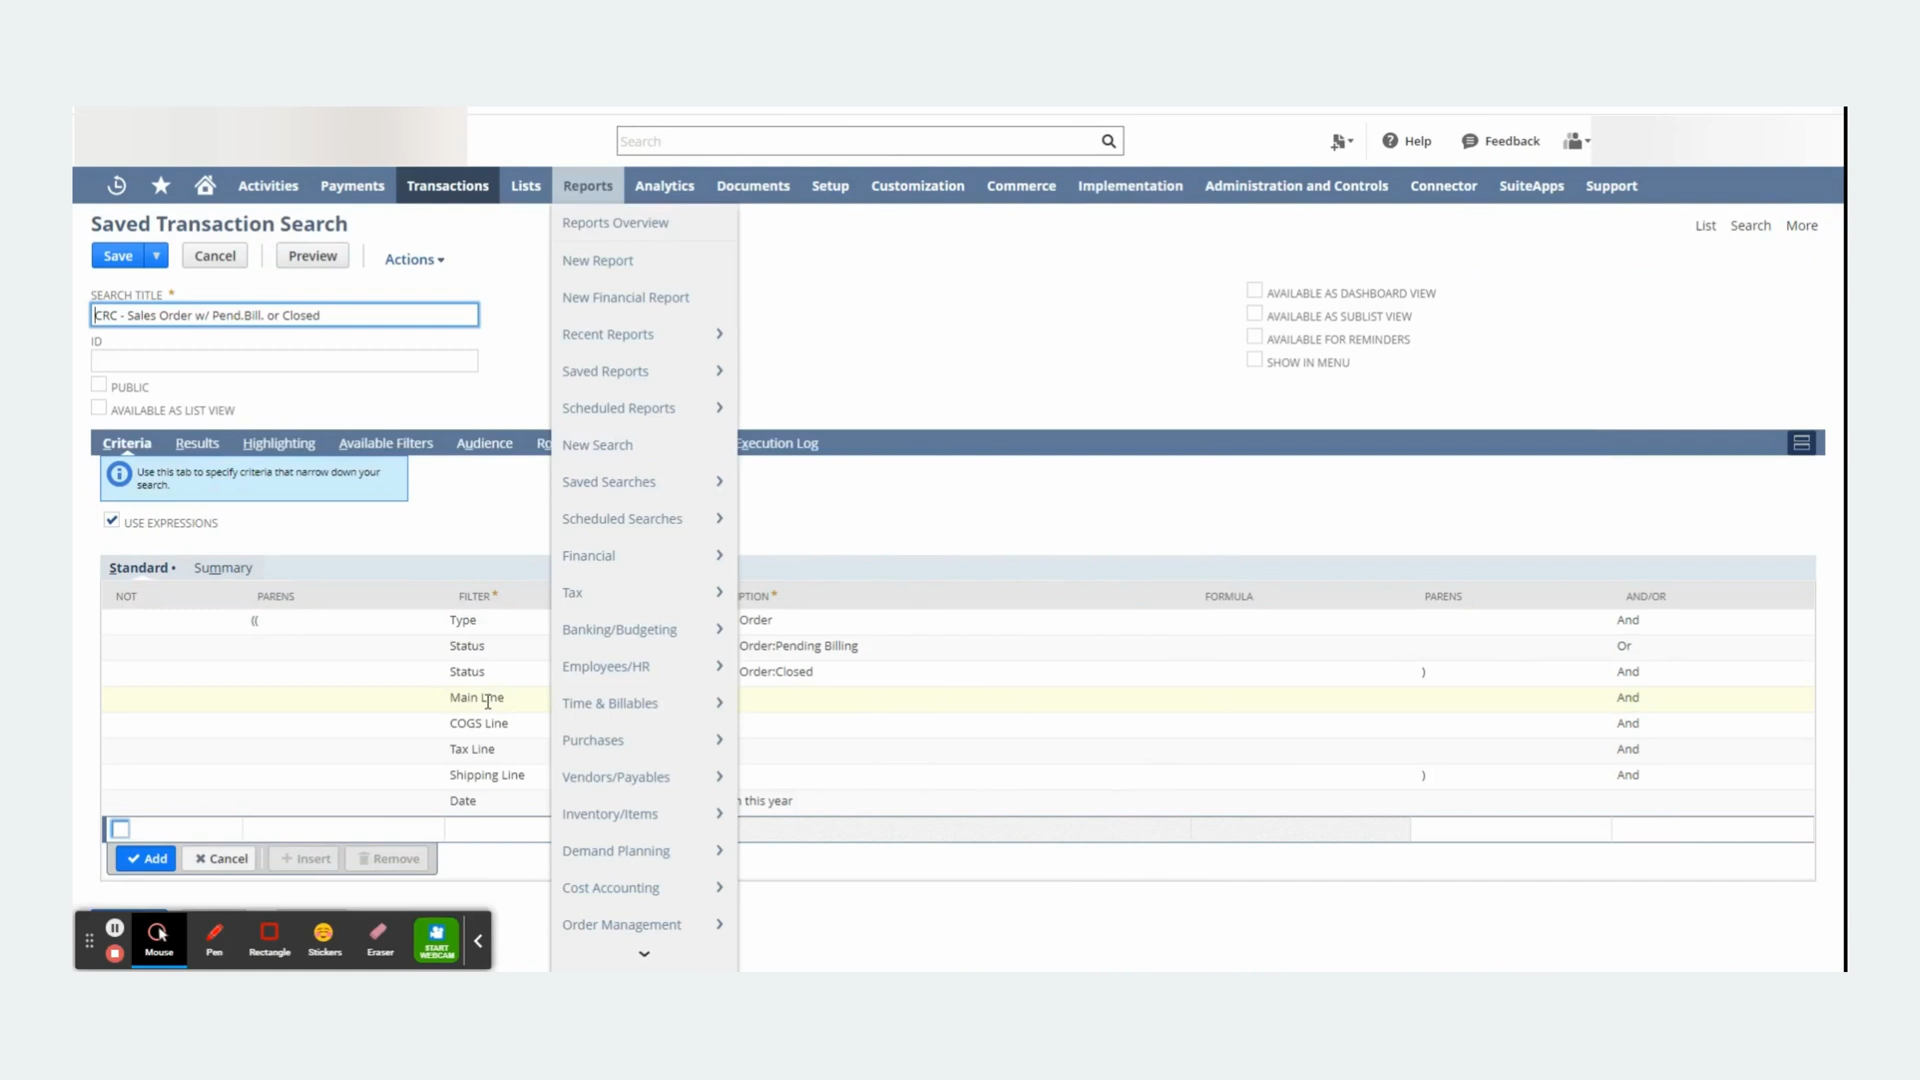 Search
Help
Feedback
Activities Payments Transactions Lists Reports Analytics Documents Setup Customization Commerce Implementation Administration and Controls Connector SuiteApps Support
Saved Transaction Search
List Search More
Save Cancel Preview Actions
SEARCH TITLE *
CRC - Sales Order w/ Pend.Bill. or Closed
ID
PUBLIC
AVAILABLE AS LIST VIEW
AVAILABLE AS DASHBOARD VIEW
AVAILABLE AS SUBLIST VIEW
AVAILABLE FOR REMINDERS
SHOW IN MENU
Reports Overview
New Report
New Financial Report
Recent Reports
Saved Reports
Scheduled Reports
New Search
Saved Searches
Scheduled Searches
Financial
Tax
Banking/Budgeting
Employees/HR
Time & Billables
Purchases
Vendors/Payables
Inventory/Items
Demand Planning
Cost Accounting
Order Management
Criteria Results Highlighting Available Filters Audience Ro Execution Log
Use this tab to specify criteria that narrow down your
search.
USE EXPRESSIONS
Standard • Summary
NOT PARENS FILTER * PTION * FORMULA PARENS AND/OR
(( Type Order And
Status Order:Pending Billing Or
Status Order:Closed ) And
Main Line And
COGS Line And
Tax Line And
Shipping Line ) And
Date this year
Add Cancel + Insert Remove
Mouse Pen Rectangle Stickers Eraser START
WEBCAM